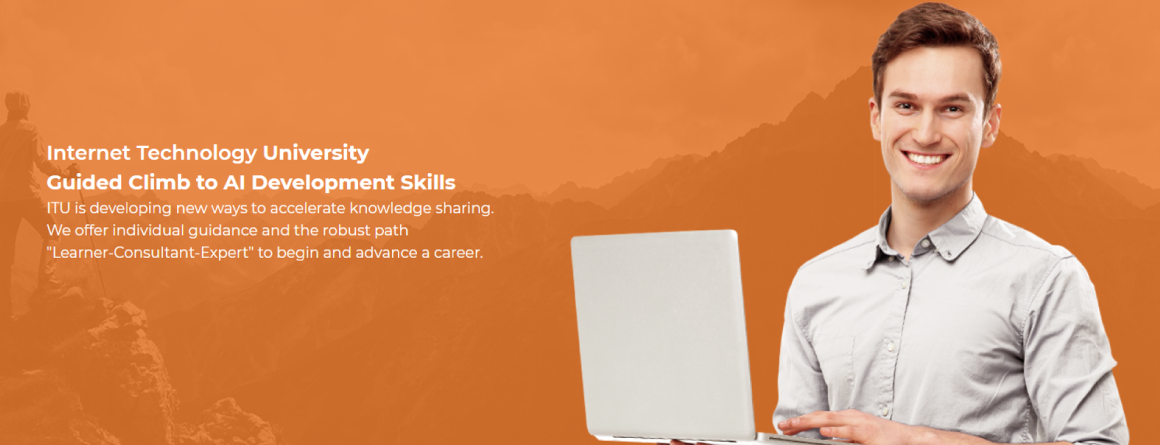 Internet Technology University
Guided Climb to AI Development Skills
ITU is developing new ways to accelerate knowledge sharing.
We offer individual guidance and the robust path
"Learner-Consultant-Expert" to begin and advance a career.